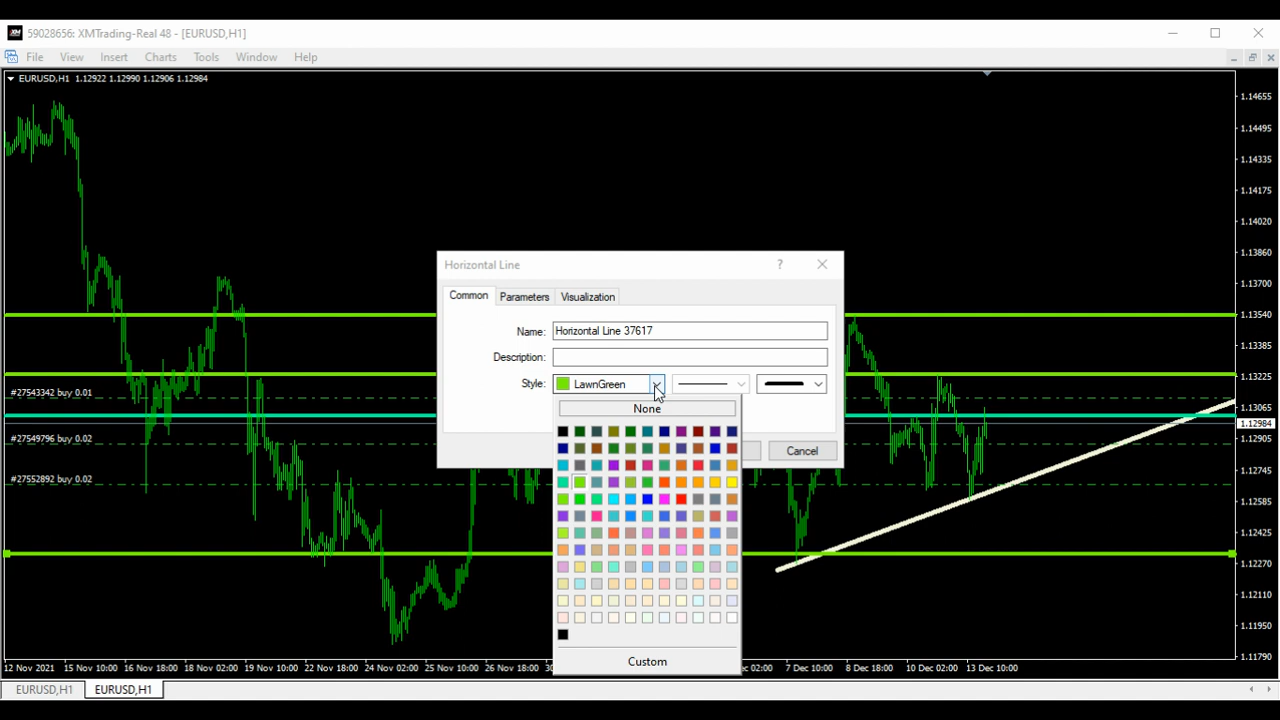 59028656: XMTrading-Real 48 - [EURUSD,H1]
File View Insert Charts Tools Window Help
EURUSD,H1 1.12922 1.12990 1.12906 1.12984
1.14655
1.14495
1.14335
1.14175
1.14020
1.13860
1.13700
1.13540
1.13385
1.13225
1.13065
1.12984
1.12905
1.12745
1.12585
1.12425
1.12270
1.12110
1.11950
1.11790
#27543342 buy 0.01
#27549796 buy 0.02
#27552892 buy 0.02
Horizontal Line ?
Common Parameters Visualization
Name: Horizontal Line 37617
Description:
Style: LawnGreen
None
Cancel
Custom
12 Nov 2021 15 Nov 10:00 16 Nov 18:00 18 Nov 02:00 19 Nov 10:00 22 Nov 18:00 24 Nov 02:00 25 Nov 10:00 26 Nov 18:00 02:00 7 Dec 10:00 8 Dec 18:00 10 Dec 02:00 13 Dec 10:00
EURUSD,H1 EURUSD,H1